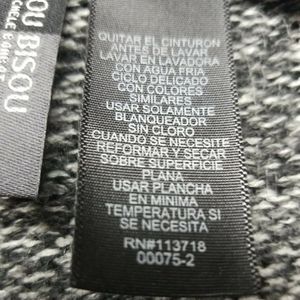 OU BISOU
QUITAR EL CINTURON
ANTES DE LAVAR
LAVAR EN LAVADORA
CON AGUA FRIA
CICLO DELICADO
CON COLORES
SIMILARES
USAR SOLAMENTE
BLANQUEADOR
SIN CLORO
CUANDO SE NECESITE
REFORMAR Y SECAR
SOBRE SUPERFICIE
PLANA
USAR PLANCHA
EN MINIMA
TEMPERATURA SI
SE NECESITA
RN#113718
00075-2